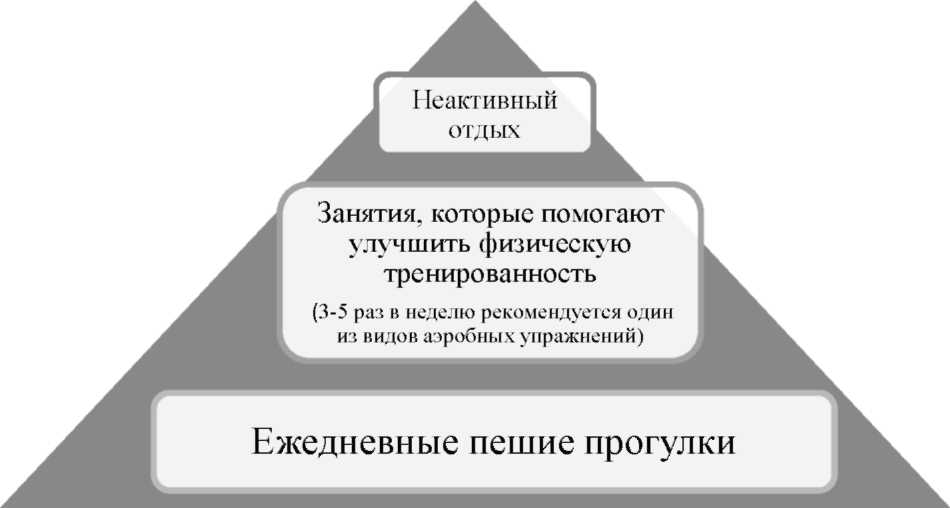 Неактивный
отдых
Занятия, которые помогают
улучшить физическую
тренированность
(3-5 раз в неделю рекомендуется один
из видов аэробных упражнений)
Ежедневные пешие прогулки